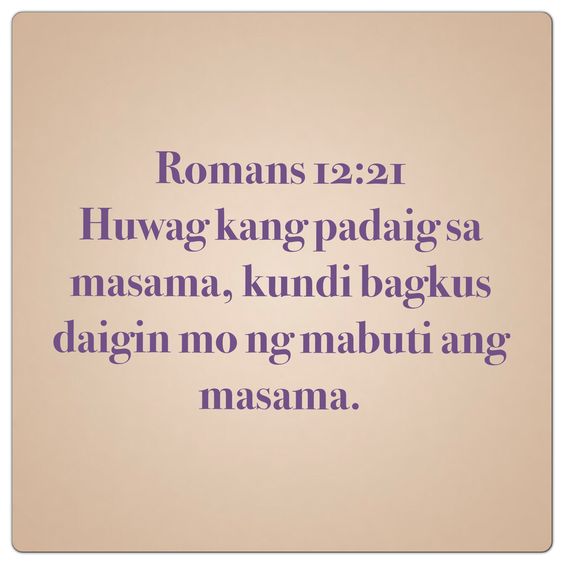 Romans 12:21
Huwag kang padaig sa
masama, kundi bagkus
daigin mo ng mabuti ang
masama.